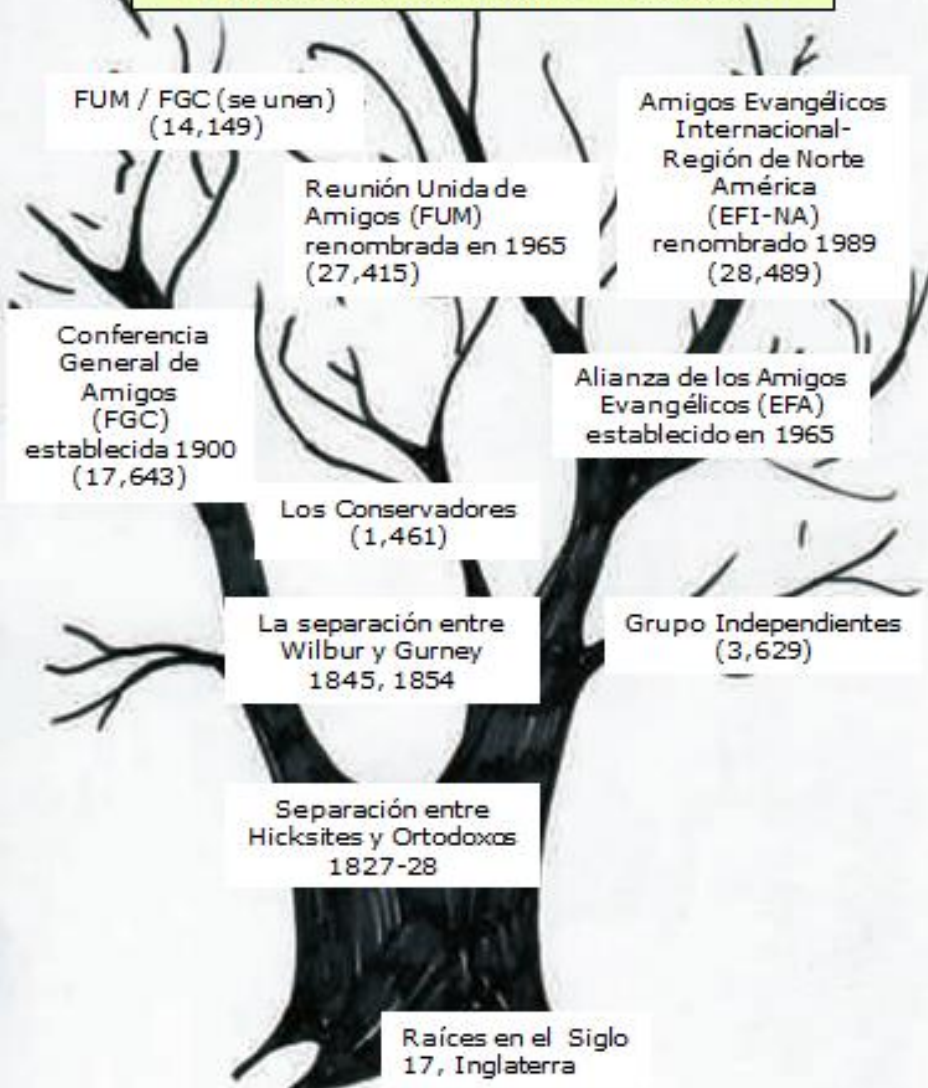 FUM / FGC (se unen)
(14,149)
Reunión Unida de
Amigos (FUM)
renombrada en 1965
(27,415)
Amigos Evangélicos
Internacional-
Región de Norte
América
(EFI-NA)
renombrado 1989
(28,489)
Conferencia
General de
Amigos
(FGC)
establecida 1900
(17,643)
Alianza de los Amigos
Evangélicos (EFA)
establecido en 1965
Los Conservadores
(1,461)
La separación entre
Wilbur y Gurney
1845, 1854
Grupo Independientes
(3,629)
Separación entre
Hicksites y Ortodoxos
1827-28
Raíces en el Siglo
17, Inglaterra